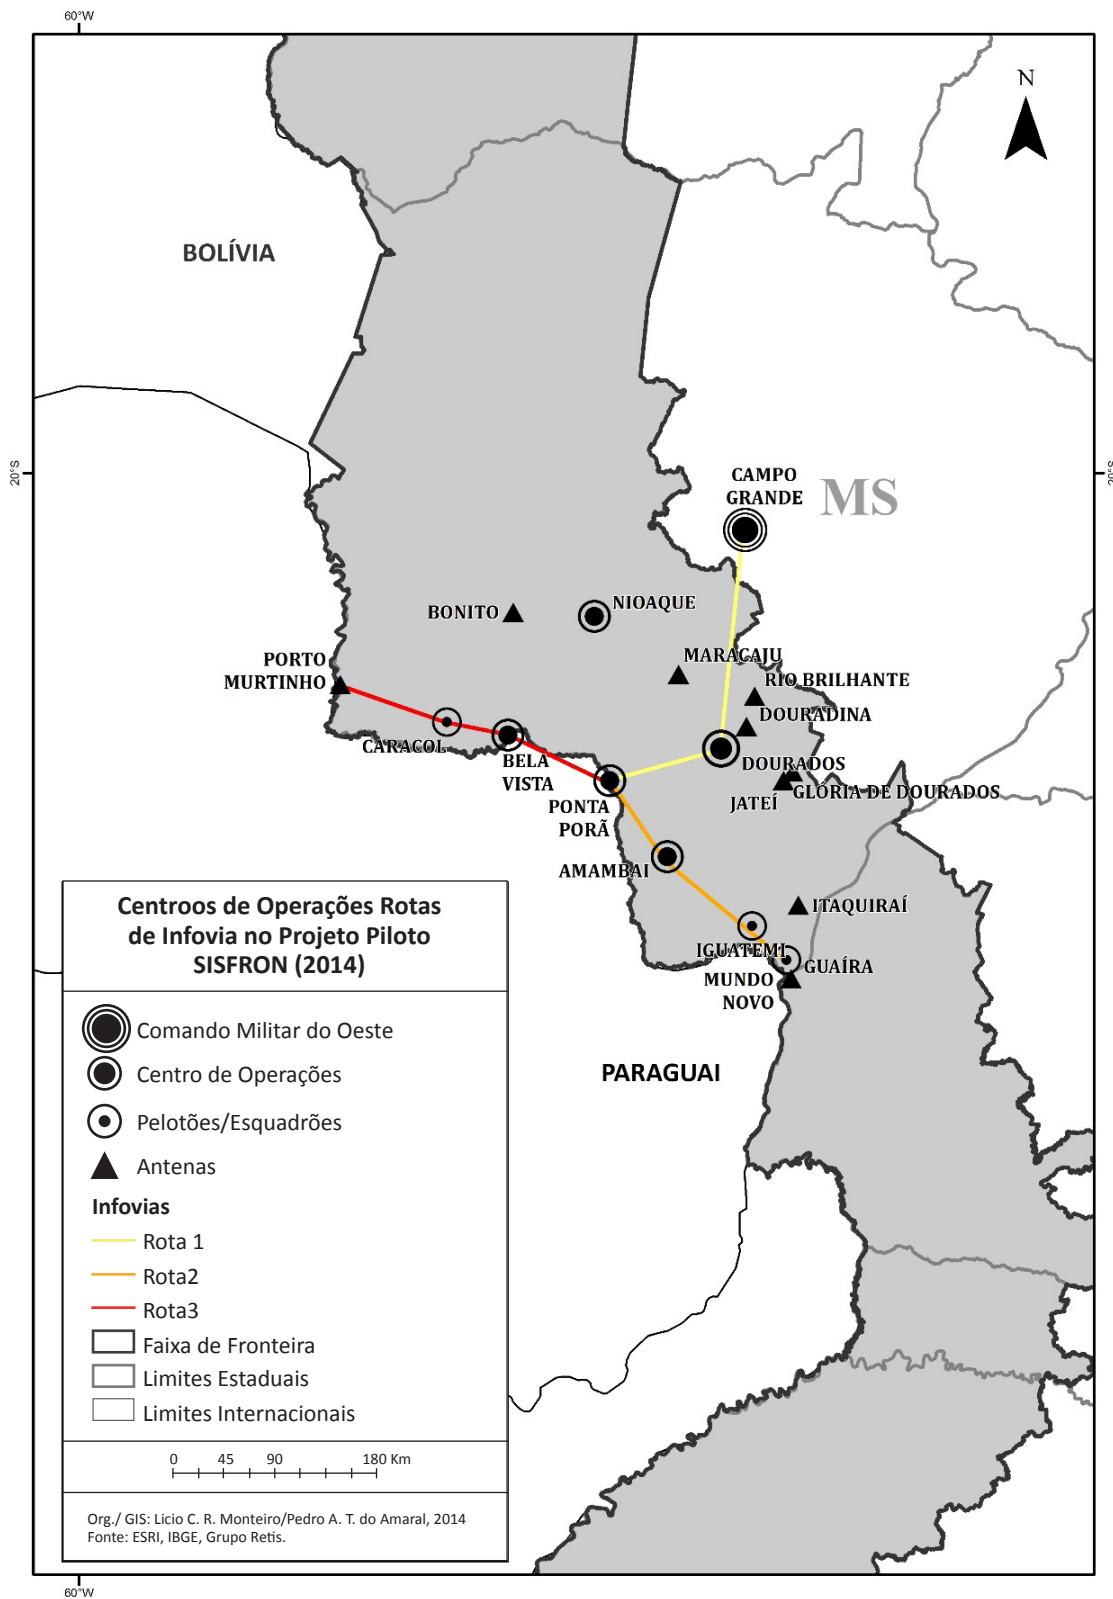 60°W
N
BOLÍVIA
20°S
20°S
CAMPO
GRANDE
MS
NIOAQUE
BONITO
MARACAJU
PORTO
MURTINHO
RIO BRILHANTE
DOURADINA
CARACOL
BELA
VISTA
DOURADOS
GLÓRIA DE DOURADOS
JATEÍ
PONTA
PORÃ
AMAMBAI
ITAQUIRAÍ
IGUATEMI
GUAÍRA
MUNDO
NOVO
PARAGUAI
Centroos de Operações Rotas
de Infovia no Projeto Piloto
SISFRON (2014)
Comando Militar do Oeste
Centro de Operações
Pelotões/Esquadrões
Antenas
Infovias
Rota 1
Rota2
Rota3
Faixa de Fronteira
Limites Estaduais
Limites Internacionais
0 45 90 180 Km
Org./ GIS: Licio C. R. Monteiro/Pedro A. T. do Amaral, 2014
Fonte: ESRI, IBGE, Grupo Retis.
60°W